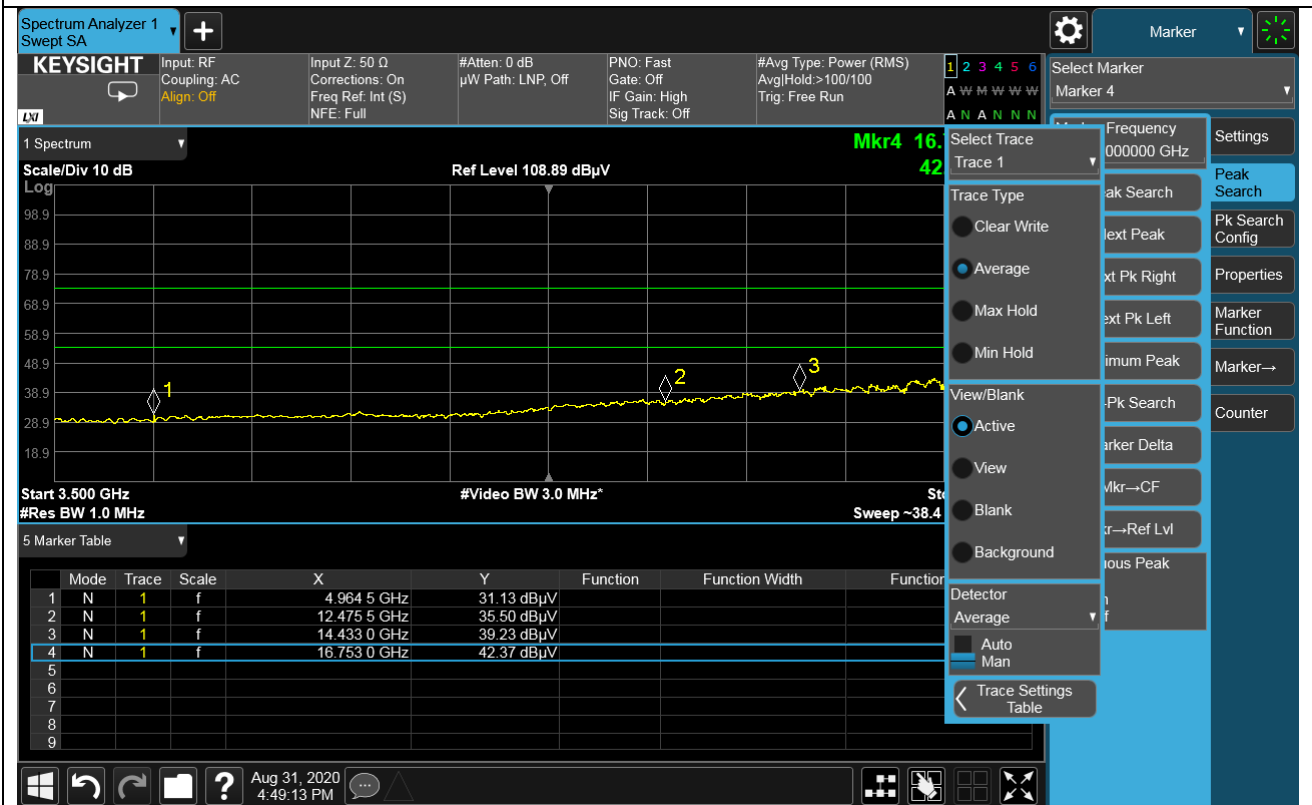 Spectrum Analyzer 1
Swept SA
Marker
KEYSIGHT
Input: RF
Coupling: AC
Align: Off
Input Z: 50 Ω
Corrections: On
Freq Ref: Int (S)
NFE: Full
#Atten: 0 dB
µW Path: LNP, Off
PNO: Fast
Gate: Off
IF Gain: High
Sig Track: Off
#Avg Type: Power (RMS)
Avg|Hold:>100/100
Trig: Free Run
1 2 3 4 5 6
A W M W W W
A N A N N N
LXI
Select Marker
Marker 4
Frequency
000000 GHz
Settings
Peak Search
Pk Search Config
Properties
Marker Function
Marker→
Counter
ak Search
lext Peak
xt Pk Right
ext Pk Left
imum Peak
-Pk Search
arker Delta
Mkr→CF
r→Ref Lvl
uous Peak
1 Spectrum
Scale/Div 10 dB
Ref Level 108.89 dBµV
Mkr4 16.
42
Log
98.9
88.9
78.9
68.9
58.9
48.9
38.9
28.9
18.9
1
2
3
Start 3.500 GHz
#Video BW 3.0 MHz*
#Res BW 1.0 MHz
Sweep ~38.4
Select Trace
Trace 1
Trace Type
Clear Write
Average
Max Hold
Min Hold
View/Blank
Active
View
Blank
Background
Detector
Average
Auto
Man
Trace Settings
Table
5 Marker Table
Mode Trace Scale X Y Function Function Width Function
1 N 1 f 4.964 5 GHz 31.13 dBµV
2 N 1 f 12.475 5 GHz 35.50 dBµV
3 N 1 f 14.433 0 GHz 39.23 dBµV
4 N 1 f 16.753 0 GHz 42.37 dBµV
5
6
7
8
9
Aug 31, 2020
4:49:13 PM